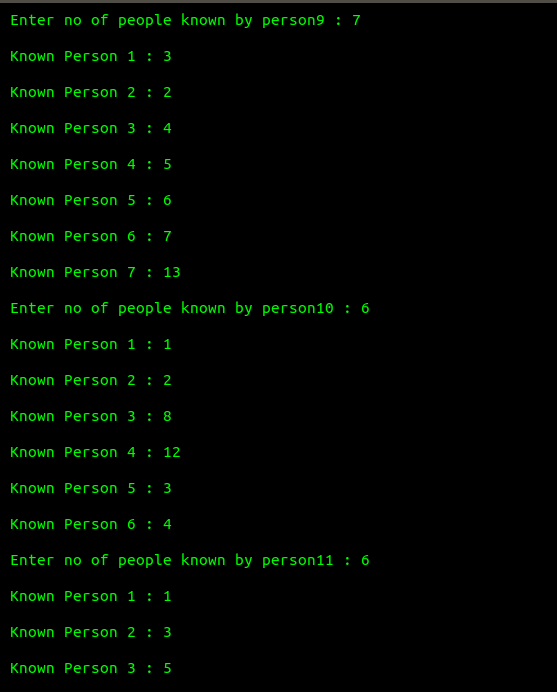 Enter no of people known by person9 : 7
Known Person 1 : 3
Known Person 2 : 2
Known Person 3 : 4
Known Person 4 : 5
Known Person 5 : 6
Known Person 6 : 7
Known Person 7 : 13
Enter no of people known by person10 : 6
Known Person 1 : 1
Known Person 2 : 2
Known Person 3 : 8
Known Person 4 : 12
Known Person 5 : 3
Known Person 6 : 4
Enter no of people known by person11 : 6
Known Person 1 : 1
Known Person 2 : 3
Known Person 3 : 5